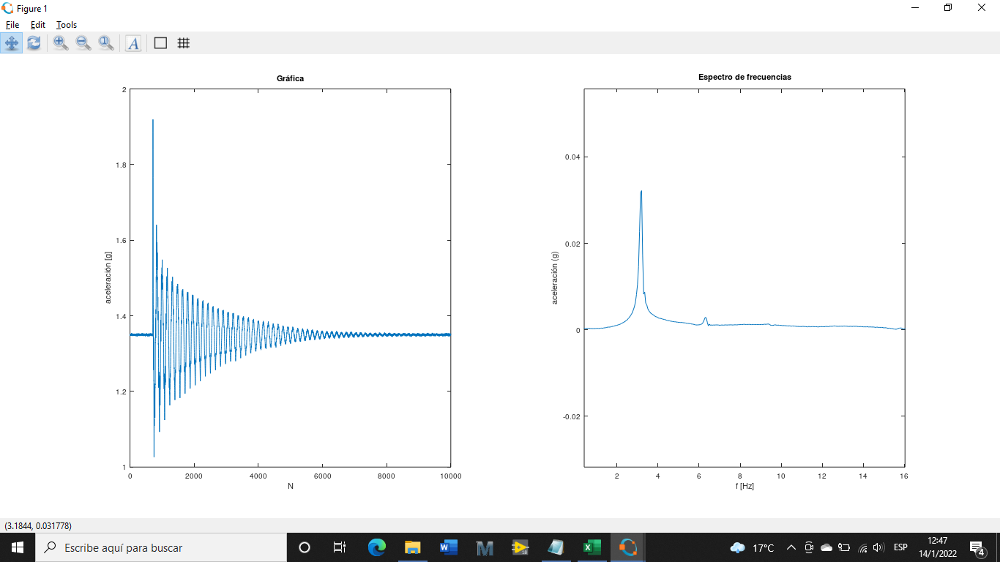 Figure 1
File Edit Tools
A
Gráfica
2
1.8
1.6
1.4
1.2
1
aceleración [g]
0 2000 4000 6000 8000 10000
N
Espectro de frecuencias
0.04
0.02
0
-0.02
aceleración (g)
2 4 6 8 10 12 14 16
f [Hz]
(3.1844, 0.031778)
Escribe aquí para buscar
17°C
ESP
12:47
14/1/2022
4